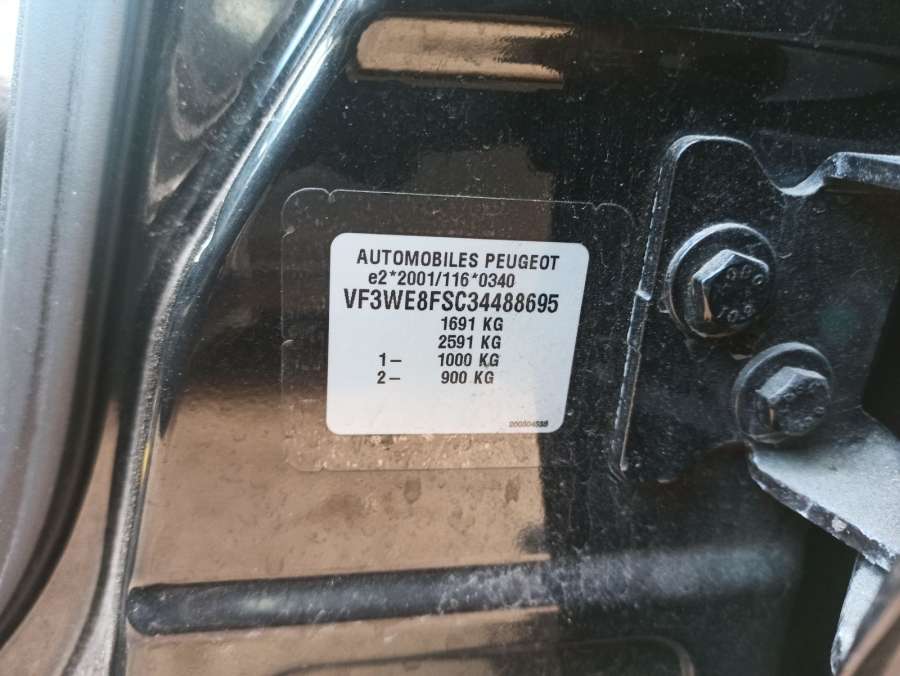 AUTOMOBILES PEUGEOT
e2*2001/116*0340
VF3WE8FSC34488695
1691 KG
2591 KG
1– 1000 KG
2– 900 KG